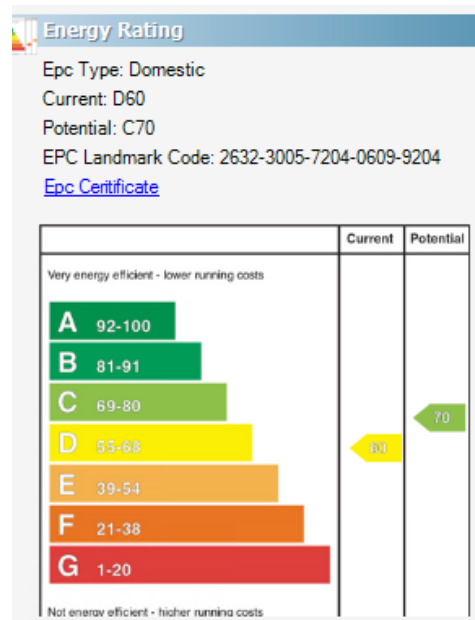 Energy Rating
Epc Type: Domestic
Current: D60
Potential: C70
EPC Landmark Code: 2632-3005-7204-0609-9204
Epc Ceritificate
Current Potential
Very energy efficient - lower running costs
A 92-100
B 81-91
C 69-80
70
D 55-68
60
E 39-54
F 21-38
G 1-20
Not energy efficient - higher running costs